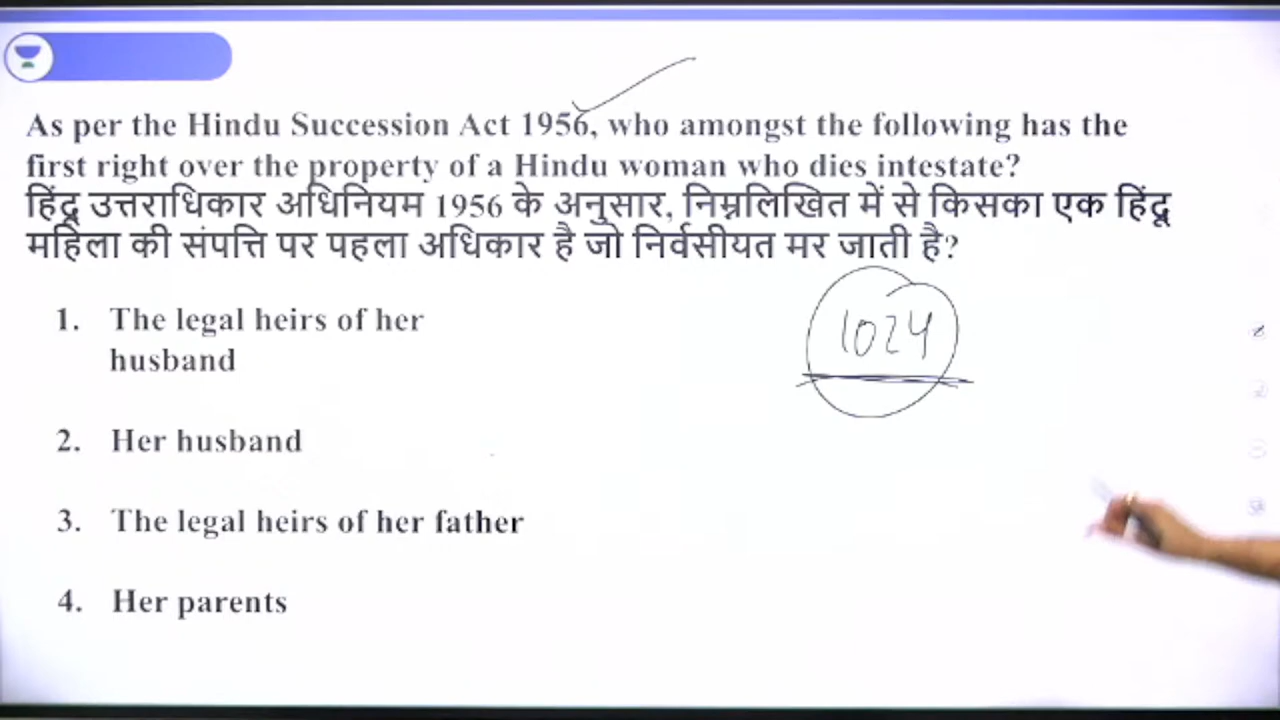 As per the Hindu Succession Act 1956, who amongst the following has the
first right over the property of a Hindu woman who dies intestate?
हिंदू उत्तराधिकार अधिनियम 1956 के अनुसार, निम्नलिखित में से किसका एक हिंदू
महिला की संपत्ति पर पहला अधिकार है जो निर्वसीयत मर जाती है?
1. The legal heirs of her
husband
1024
2. Her husband
3. The legal heirs of her father
4. Her parents